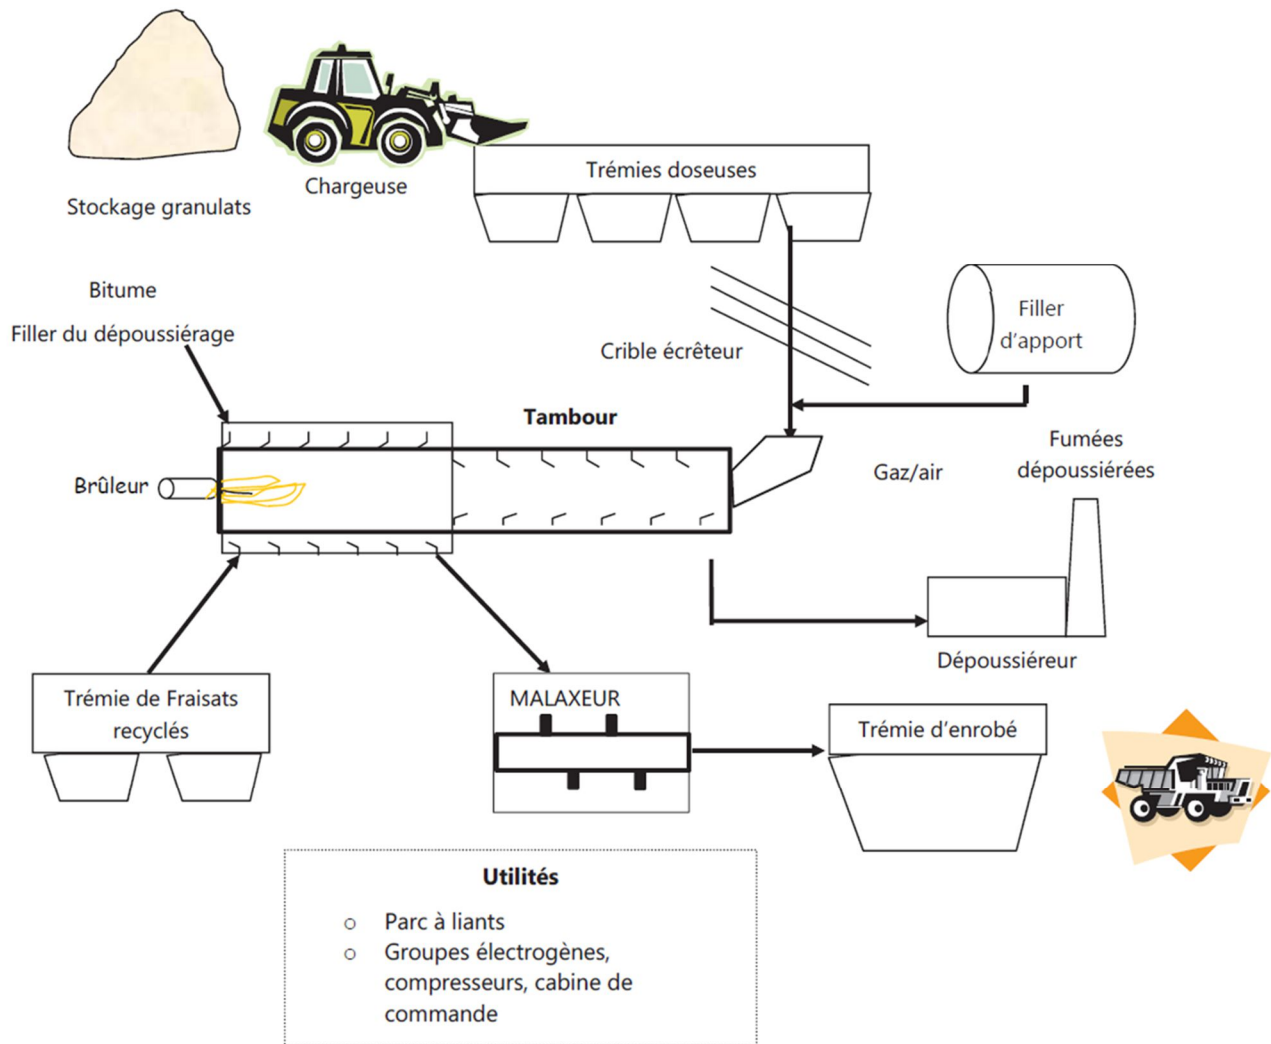 Trémies doseuses
Chargeuse
Stockage granulats
Bitume
Filler du dépoussiérage
Crible écrêteur
Filler
d'apport
Tambour
Brûleur
Gaz/air
Fumées
dépoussiérées
Dépoussiéreur
Trémie de Fraisats
recyclés
MALAXEUR
Trémie d'enrobé
Utilités
Parc à liants
Groupes électrogènes,
compresseurs, cabine de
commande